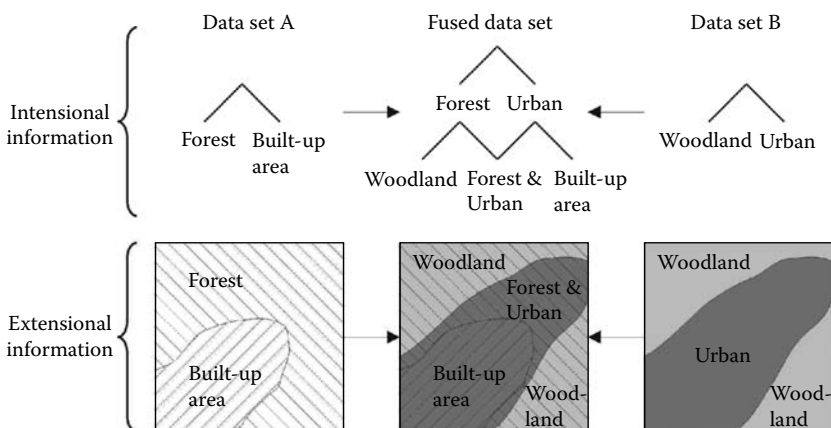 Data set A
Fused data set
Data set B
Intensional
information
Forest
Built-up
area
Forest Urban
Woodland
Forest &
Urban
Built-up
area
Woodland Urban
Extensional
information
Forest
Built-up
area
Woodland
Forest &
Urban
Built-up
area
Wood-
land
Woodland
Urban
Wood-
land